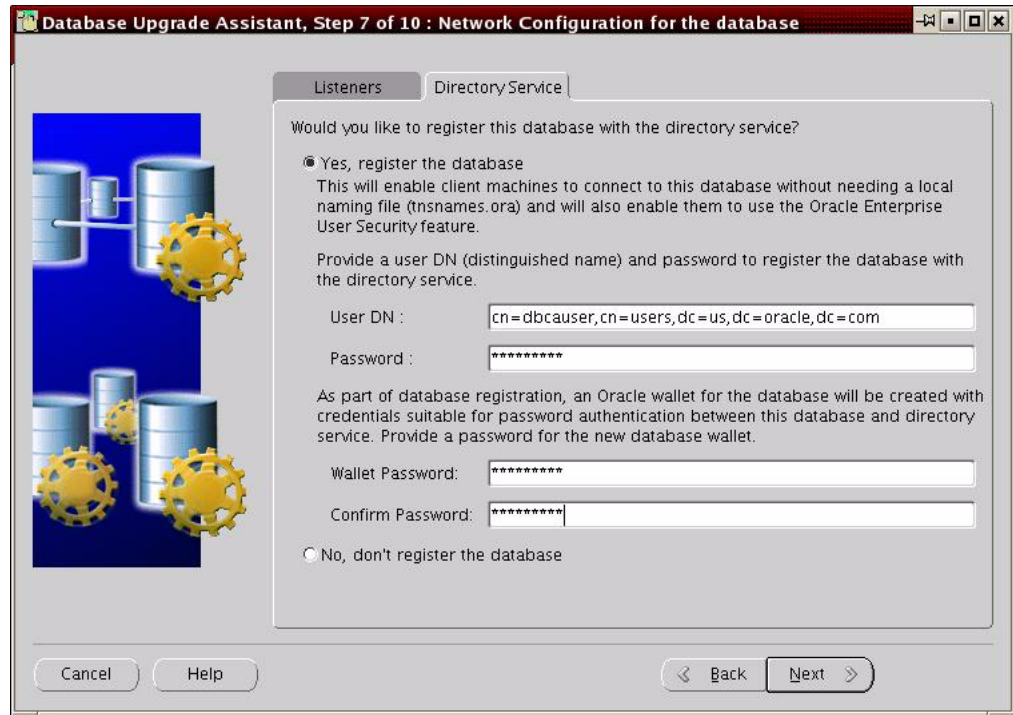 Database Upgrade Assistant, Step 7 of 10 : Network Configuration for the database
Listeners
Directory Service
Would you like to register this database with the directory service?
Yes, register the database
This will enable client machines to connect to this database without needing a local
naming file (tnsnames.ora) and will also enable them to use the Oracle Enterprise
User Security feature.
Provide a user DN (distinguished name) and password to register the database with
the directory service.
User DN :
cn=dbcauser,cn=users,dc=us,dc=oracle,dc=com
Password :
*********
As part of database registration, an Oracle wallet for the database will be created with
credentials suitable for password authentication between this database and directory
service. Provide a password for the new database wallet.
Wallet Password:
*********
Confirm Password:
*********
No, don't register the database
Cancel
Help
Back
Next